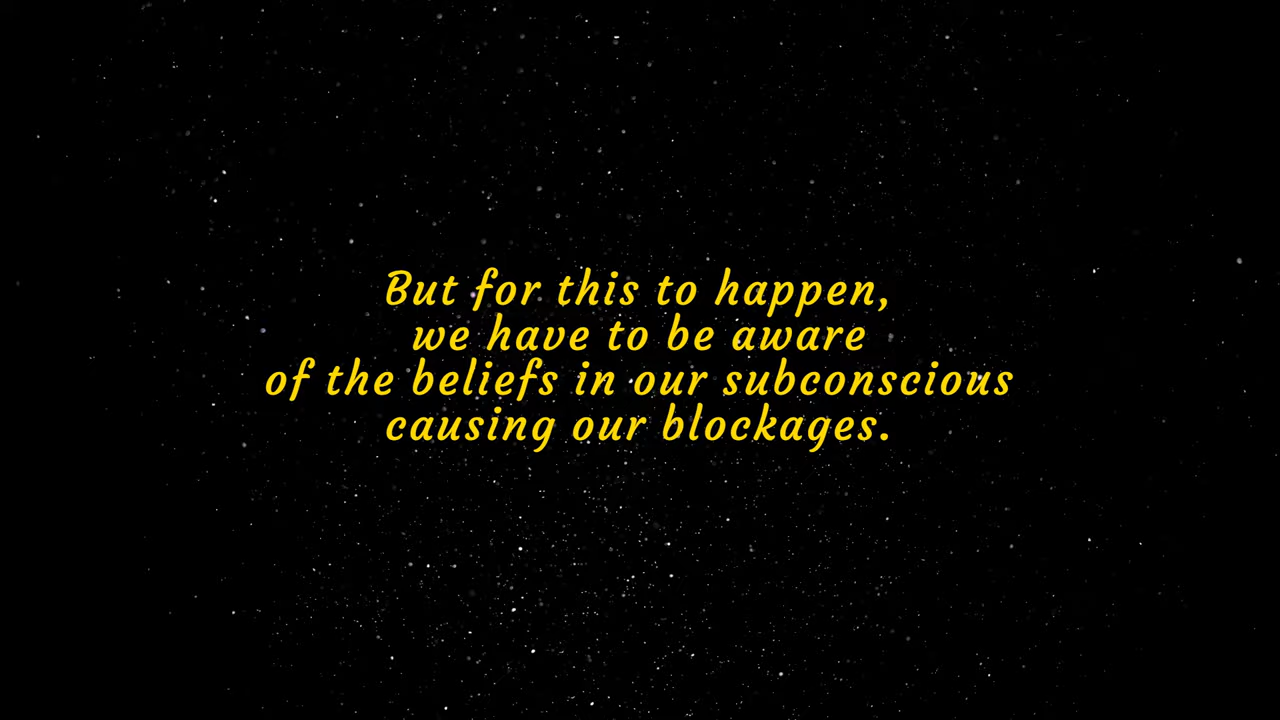 But for this to happen,
we have to be aware
of the beliefs in our subconscious
causing our blockages.